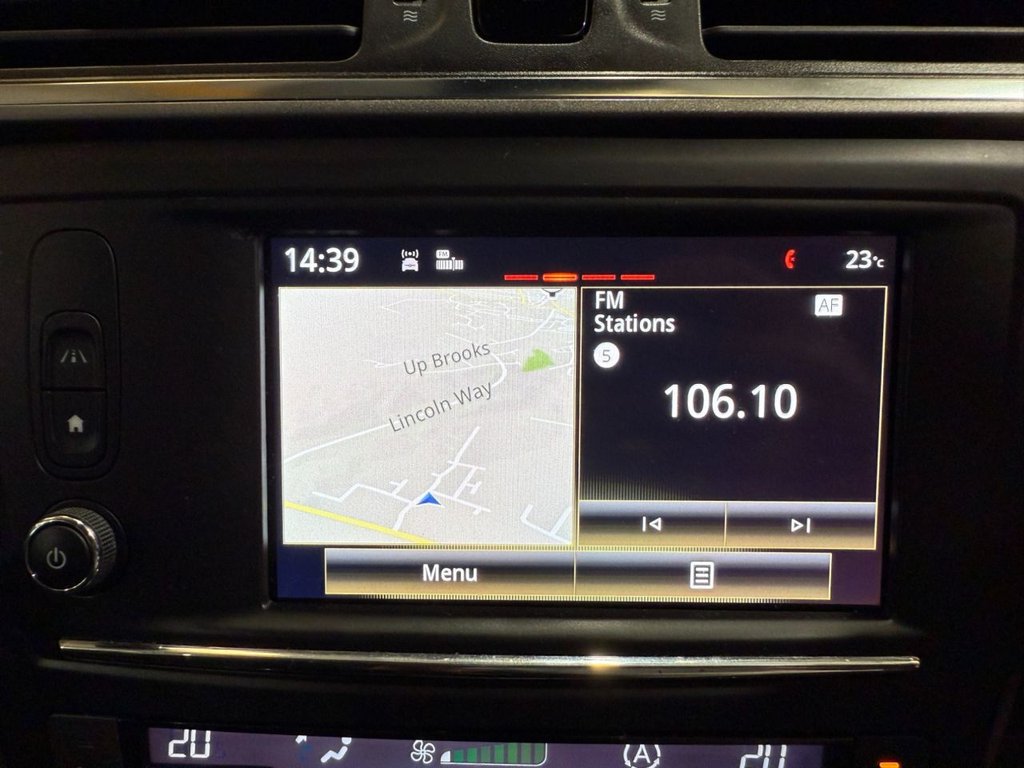 14:39
FM
23°c
FM
Stations
AF
5
106.10
Up Brooks
Lincoln Way
Menu
20
A
20